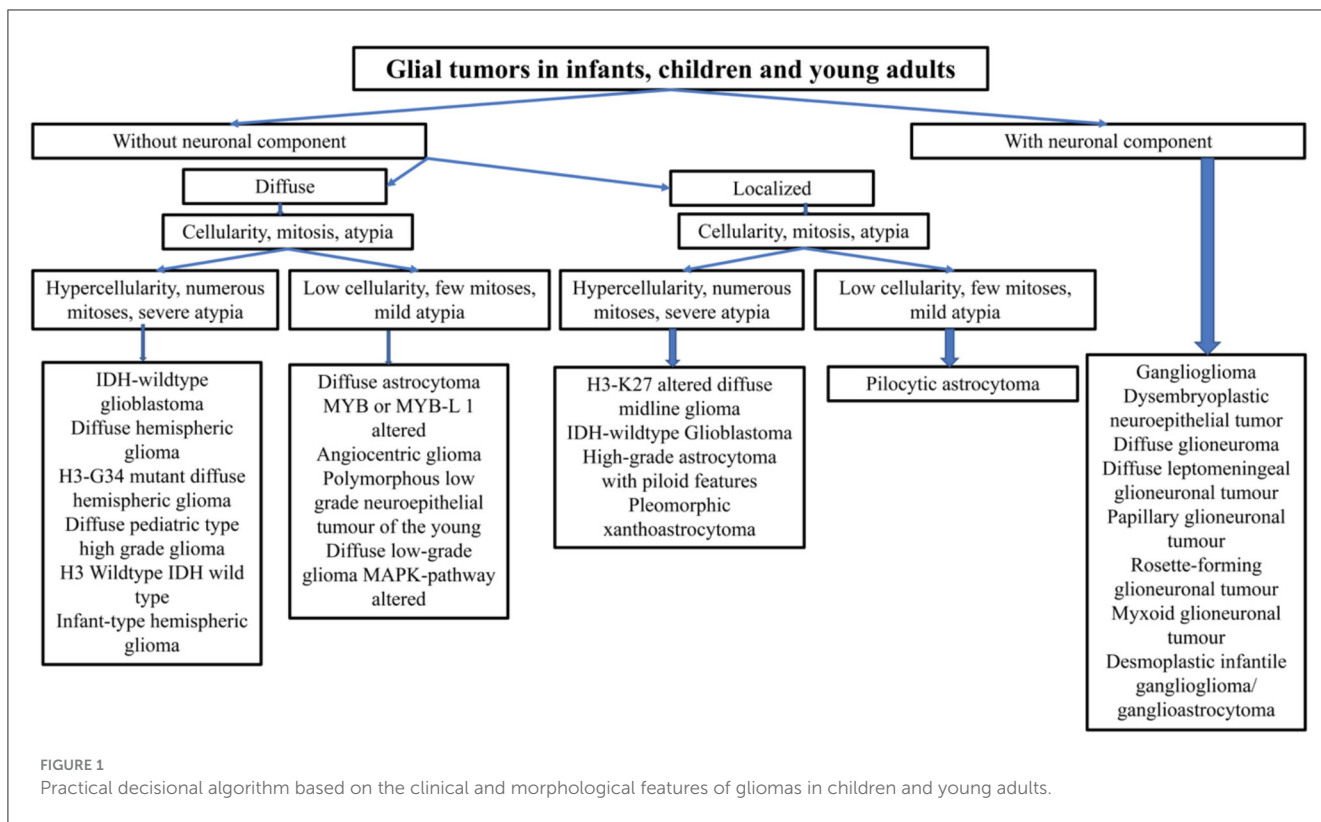 Glial tumors in infants, children and young adults
Without neuronal component
With neuronal component
Diffuse
Localized
Cellularity, mitosis, atypia
Cellularity, mitosis, atypia
Hypercellularity, numerous
mitoses, severe atypia
Low cellularity, few mitoses,
mild atypia
Hypercellularity, numerous
mitoses, severe atypia
Low cellularity, few mitoses,
mild atypia
IDH-wildtype
glioblastoma
Diffuse hemispheric
glioma
H3-G34 mutant diffuse
hemispheric glioma
Diffuse pediatric type
high grade glioma
H3 Wildtype IDH wild
type
Infant-type hemispheric
glioma
Diffuse astrocytoma
MYB or MYB-L 1
altered
Angiocentric glioma
Polymorphous low
grade neuroepithelial
tumour of the young
Diffuse low-grade
glioma MAPK-pathway
altered
H3-K27 altered diffuse
midline glioma
IDH-wildtype Glioblastoma
High-grade astrocytoma
with piloid features
Pleomorphic
xanthoastrocytoma
Pilocytic astrocytoma
Ganglioglioma
Dysembryoplastic
neuroepithelial tumor
Diffuse glioneuroma
Diffuse leptomeningeal
glioneuronal tumour
Papillary glioneuronal
tumour
Rosette-forming
glioneuronal tumour
Myxoid glioneuronal
tumour
Desmoplastic infantile
ganglioglioma/
ganglioastrocytoma
FIGURE 1
Practical decisional algorithm based on the clinical and morphological features of gliomas in children and young adults.